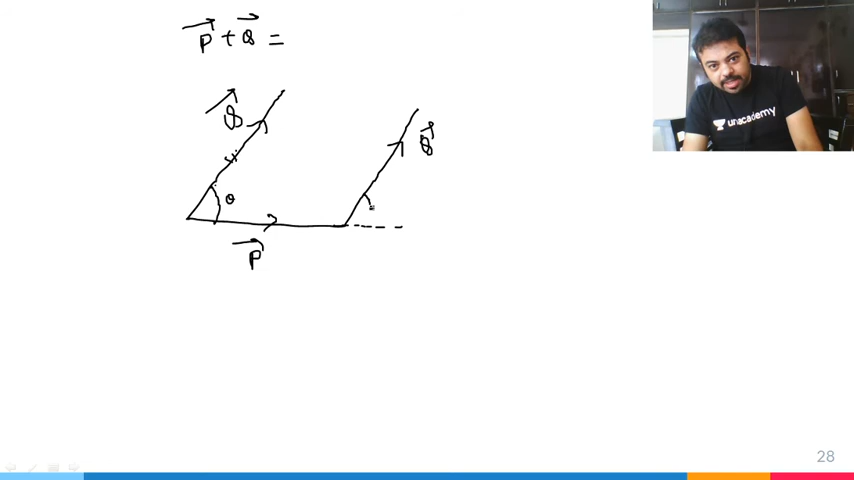 P⃗ + Q⃗ =
Q⃗
Q⃗
θ
P⃗
unacademy
28